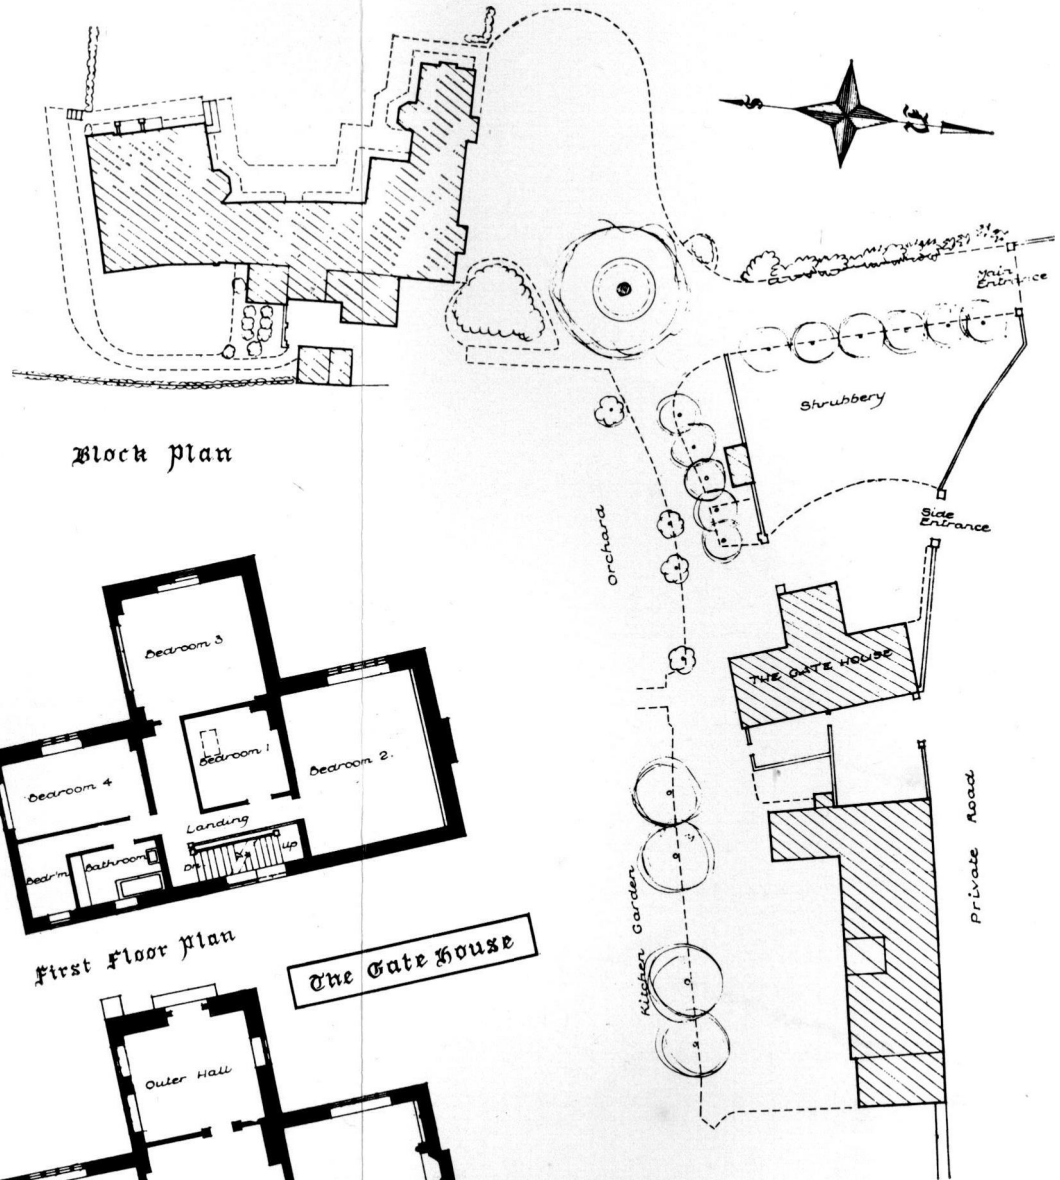 S
N
Main
Entrance
Shrubbery
Block Plan
Side
Entrance
Orchard
Bedroom 3
THE GATE HOUSE
Bedroom 1
Bedroom 2.
Bedroom 4
Landing
Dn
Up
Bathroom
Bedr'm
Private Road
Kitchen Garden
First Floor Plan
The Gate House
Outer Hall